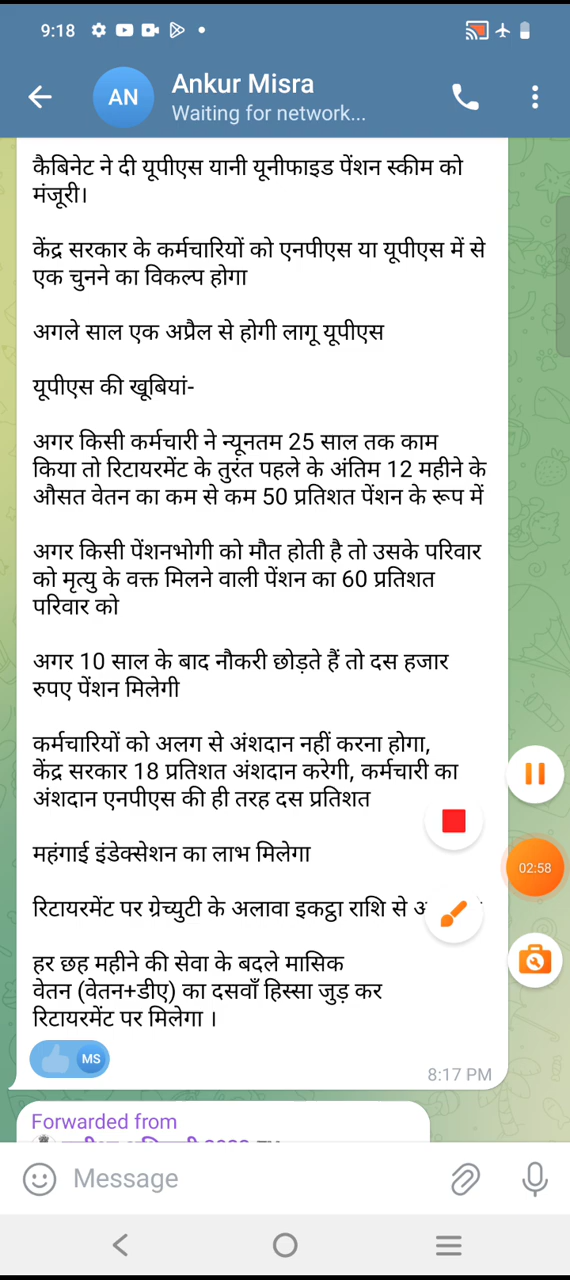 9:18
AN
Ankur Misra
Waiting for network...
कैबिनेट ने दी यूपीएस यानी यूनीफाइड पेंशन स्कीम को
मंजूरी।
केंद्र सरकार के कर्मचारियों को एनपीएस या यूपीएस में से
एक चुनने का विकल्प होगा
अगले साल एक अप्रैल से होगी लागू यूपीएस
यूपीएस की खूबियां-
अगर किसी कर्मचारी ने न्यूनतम 25 साल तक काम
किया तो रिटायरमेंट के तुरंत पहले के अंतिम 12 महीने के
औसत वेतन का कम से कम 50 प्रतिशत पेंशन के रूप में
अगर किसी पेंशनभोगी को मौत होती है तो उसके परिवार
को मृत्यु के वक्त मिलने वाली पेंशन का 60 प्रतिशत
परिवार को
अगर 10 साल के बाद नौकरी छोड़ते हैं तो दस हजार
रुपए पेंशन मिलेगी
कर्मचारियों को अलग से अंशदान नहीं करना होगा,
केंद्र सरकार 18 प्रतिशत अंशदान करेगी, कर्मचारी का
अंशदान एनपीएस की ही तरह दस प्रतिशत
महंगाई इंडेक्सेशन का लाभ मिलेगा
02:58
रिटायरमेंट पर ग्रेच्युटी के अलावा इकट्ठा राशि से
हर छह महीने की सेवा के बदले मासिक
वेतन (वेतन+डीए) का दसवाँ हिस्सा जुड़ कर
रिटायरमेंट पर मिलेगा ।
MS
8:17 PM
Forwarded from
Message